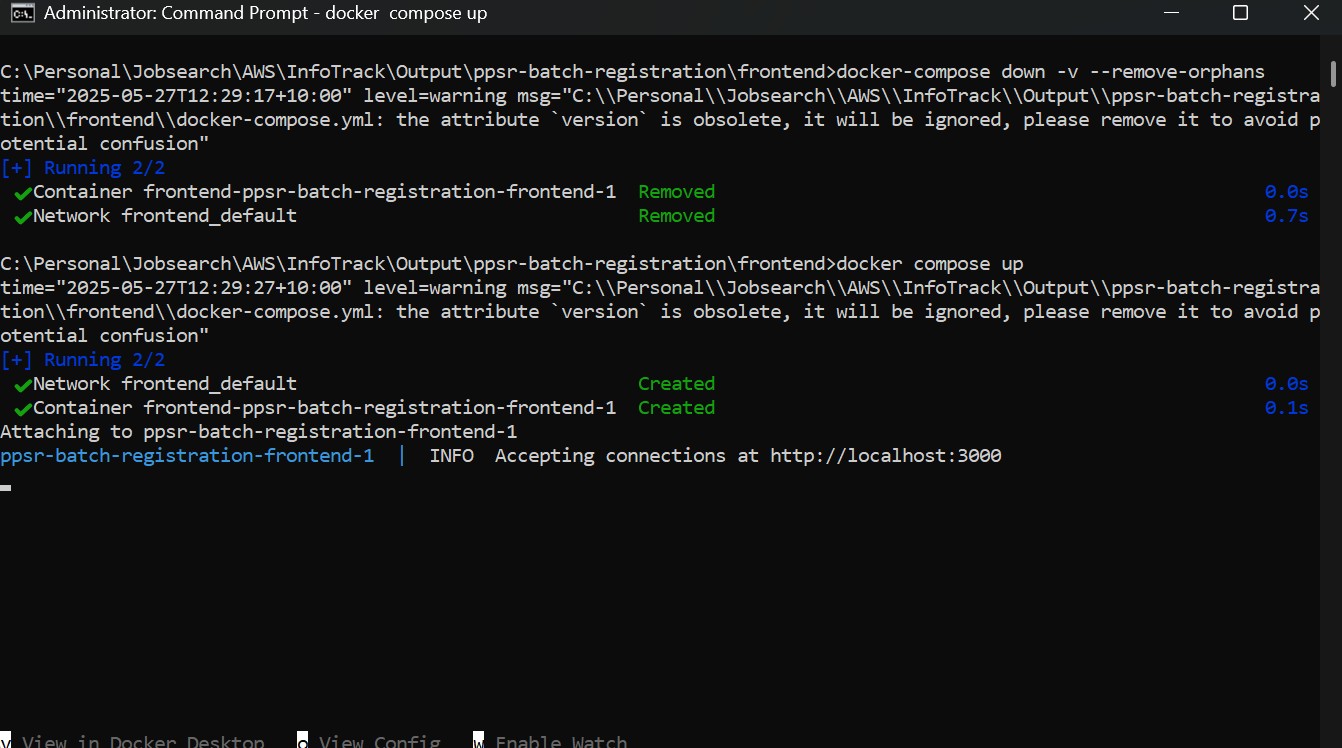 Administrator: Command Prompt - docker  compose up
C:\Personal\Jobsearch\AWS\InfoTrack\Output\ppsr-batch-registration\frontend>docker-compose down -v --remove-orphans
time="2025-05-27T12:29:17+10:00" level=warning msg="C:\\Personal\\Jobsearch\\AWS\\InfoTrack\\Output\\ppsr-batch-registra
tion\\frontend\\docker-compose.yml: the attribute `version` is obsolete, it will be ignored, please remove it to avoid p
otential confusion"
[+] Running 2/2
✔Container frontend-ppsr-batch-registration-frontend-1  Removed 0.0s
✔Network frontend_default Removed 0.7s
C:\Personal\Jobsearch\AWS\InfoTrack\Output\ppsr-batch-registration\frontend>docker compose up
time="2025-05-27T12:29:27+10:00" level=warning msg="C:\\Personal\\Jobsearch\\AWS\\InfoTrack\\Output\\ppsr-batch-registra
tion\\frontend\\docker-compose.yml: the attribute `version` is obsolete, it will be ignored, please remove it to avoid p
otential confusion"
[+] Running 2/2
✔Network frontend_default Created 0.0s
✔Container frontend-ppsr-batch-registration-frontend-1  Created 0.1s
Attaching to ppsr-batch-registration-frontend-1
ppsr-batch-registration-frontend-1  |  INFO  Accepting connections at http://localhost:3000
v View in Docker Desktop   o View Config   w Enable Watch